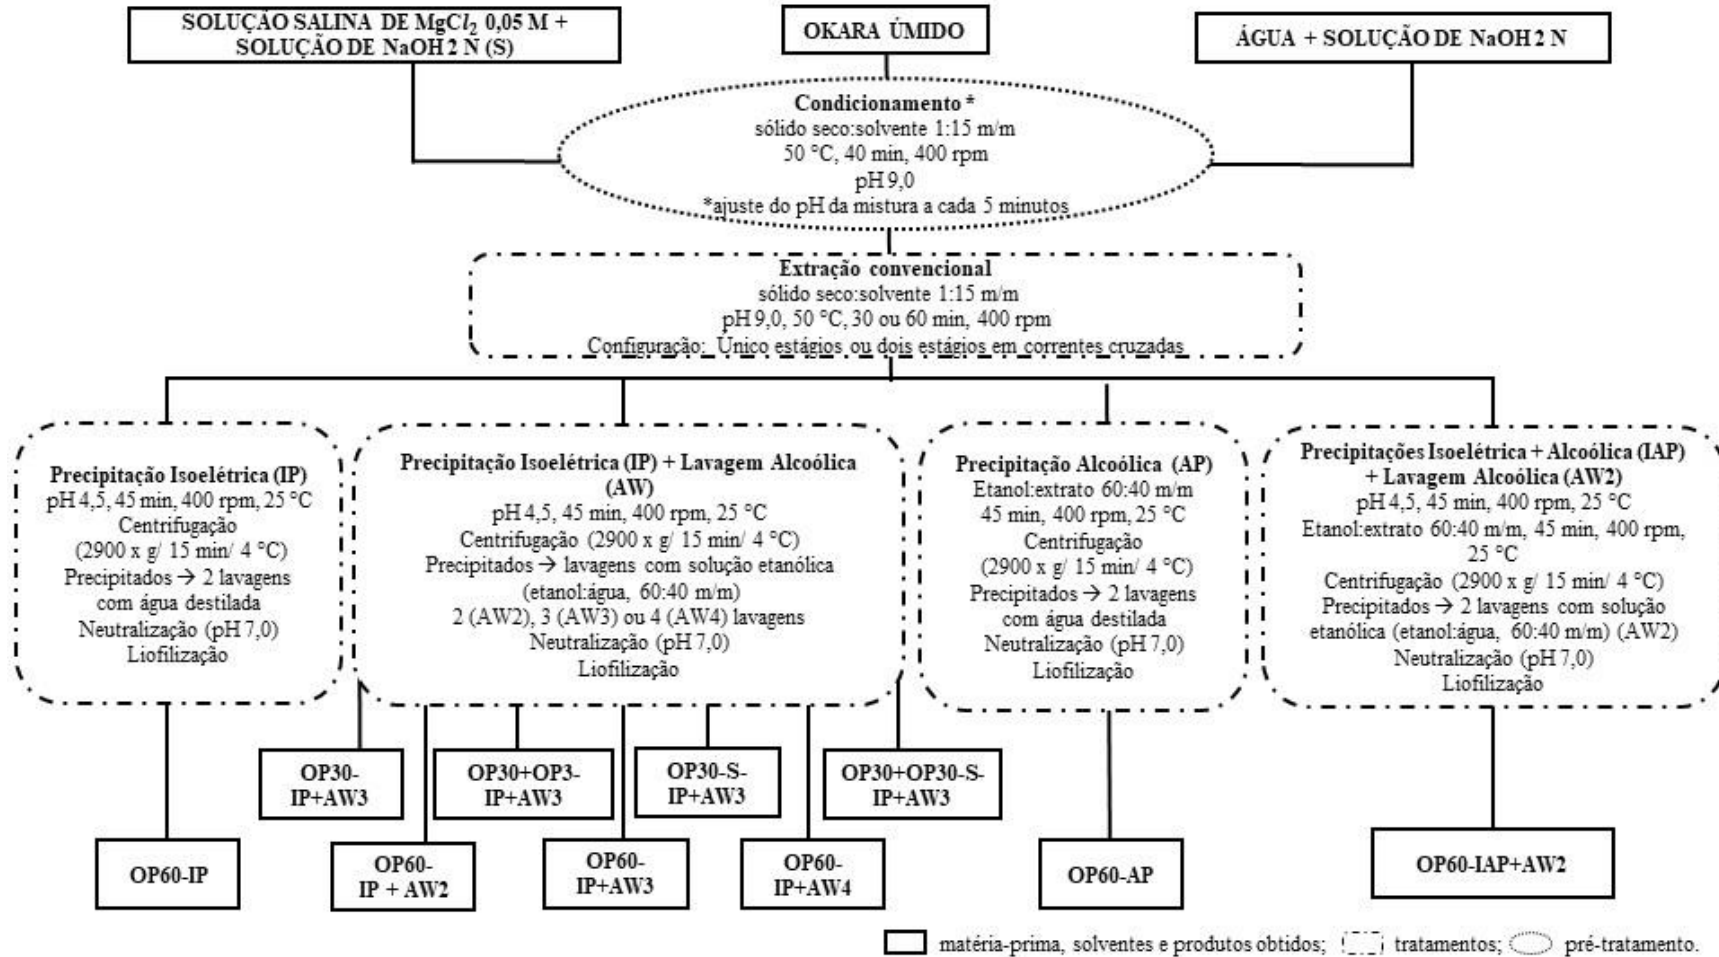 SOLUÇÃO SALINA DE MgCl₂ 0,05 M +
SOLUÇÃO DE NaOH 2 N (S)
OKARA ÚMIDO
ÁGUA + SOLUÇÃO DE NaOH 2 N
Condicionamento *
sólido seco:solvente 1:15 m/m
50 °C, 40 min, 400 rpm
pH 9,0
*ajuste do pH da mistura a cada 5 minutos
Extração convencional
sólido seco:solvente 1:15 m/m
pH 9,0, 50 °C, 30 ou 60 min, 400 rpm
Configuração: Único estágios ou dois estágios em correntes cruzadas
Precipitação Isoelétrica (IP)
pH 4,5, 45 min, 400 rpm, 25 °C
Centrifugação
(2900 x g/ 15 min/ 4 °C)
Precipitados → 2 lavagens
com água destilada
Neutralização (pH 7,0)
Liofilização
Precipitação Isoelétrica (IP) + Lavagem Alcoólica
(AW)
pH 4,5, 45 min, 400 rpm, 25 °C
Centrifugação (2900 x g/ 15 min/ 4 °C)
Precipitados → lavagens com solução etanólica
(etanol:água, 60:40 m/m)
2 (AW2), 3 (AW3) ou 4 (AW4) lavagens
Neutralização (pH 7,0)
Liofilização
Precipitação Alcoólica (AP)
Etanol:extrato 60:40 m/m
45 min, 400 rpm, 25 °C
Centrifugação
(2900 x g/ 15 min/ 4 °C)
Precipitados → 2 lavagens
com água destilada
Neutralização (pH 7,0)
Liofilização
Precipitações Isoelétrica + Alcoólica (IAP)
+ Lavagem Alcoólica (AW2)
pH 4,5, 45 min, 400 rpm, 25 °C
Etanol:extrato 60:40 m/m, 45 min, 400 rpm,
25 °C
Centrifugação (2900 x g/ 15 min/ 4 °C)
Precipitados → 2 lavagens com solução
etanólica (etanol:água, 60:40 m/m) (AW2)
Neutralização (pH 7,0)
Liofilização
OP30-
IP+AW3
OP30+OP3-
IP+AW3
OP30-S-
IP+AW3
OP30+OP30-S-
IP+AW3
OP60-IP
OP60-
IP + AW2
OP60-
IP+AW3
OP60-
IP+AW4
OP60-AP
OP60-IAP+AW2
matéria-prima, solventes e produtos obtidos; tratamentos; pré-tratamento.